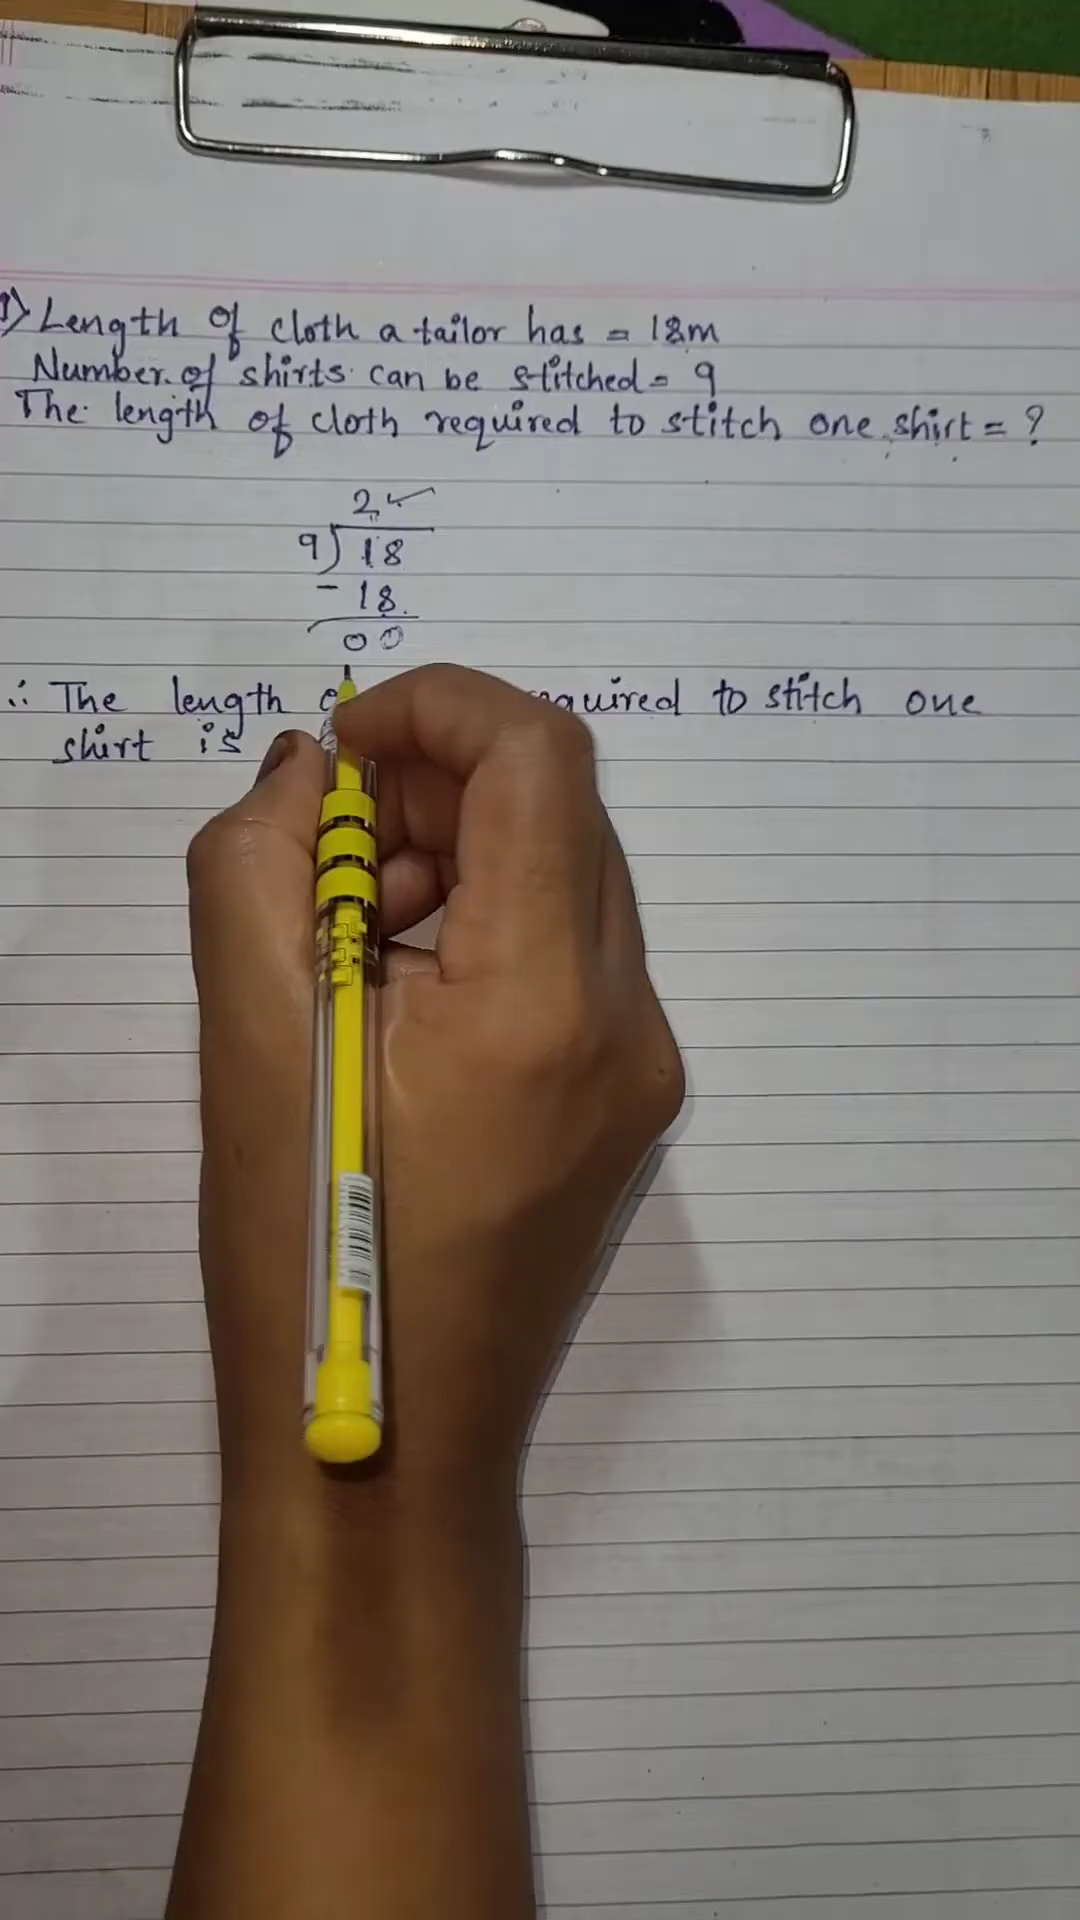 1) Length of cloth a tailor has = 18m
Number of shirts can be stitched = 9
The length of cloth required to stitch one shirt = ?
2
9) 18
- 18
00
∴ The length required to stitch one
shirt is